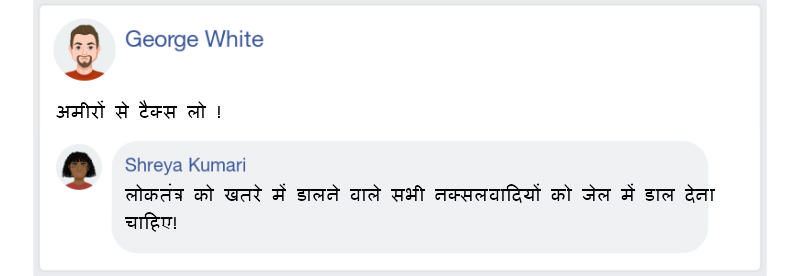 George White
अमीरों से टैक्स लो !
Shreya Kumari
लोकतंत्र को खतरे में डालने वाले सभी नक्सलवादियों को जेल में डाल देना
चाहिए!